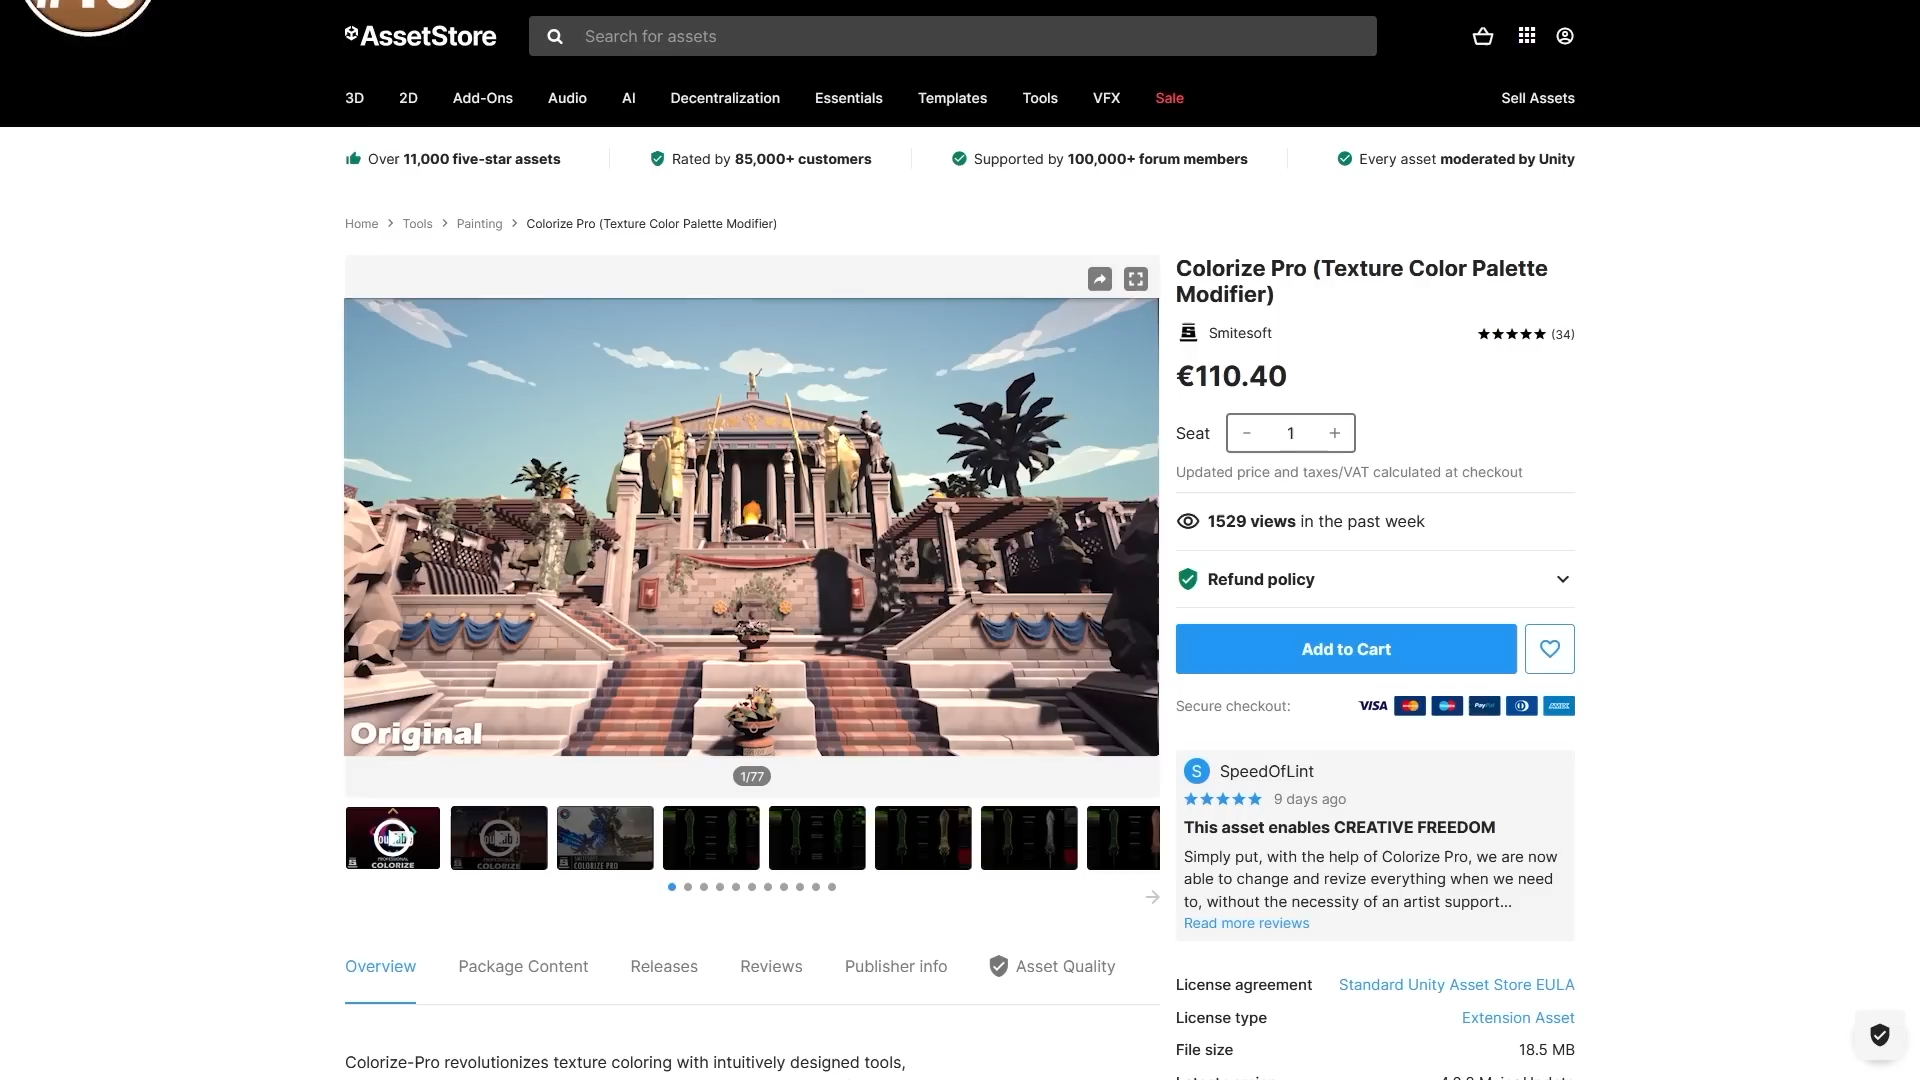 AssetStore
Search for assets
3D 2D Add-Ons Audio AI Decentralization Essentials Templates Tools VFX Sale Sell Assets
Over 11,000 five-star assets
Rated by 85,000+ customers
Supported by 100,000+ forum members
Every asset moderated by Unity
Home > Tools > Painting > Colorize Pro (Texture Color Palette Modifier)
Colorize Pro (Texture Color Palette
Modifier)
Smitesoft
(34)
€110.40
Seat - 1 +
Updated price and taxes/VAT calculated at checkout
1529 views in the past week
Refund policy
Add to Cart
Secure checkout: VISA PayPal AMEX
Original
1/77
COLORIZE
COLORIZE
COLORIZE PRO
S SpeedOfLint
9 days ago
This asset enables CREATIVE FREEDOM
Simply put, with the help of Colorize Pro, we are now
able to change and revize everything when we need
to, without the necessity of an artist support...
Read more reviews
Overview Package Content Releases Reviews Publisher info Asset Quality
License agreement Standard Unity Asset Store EULA
License type Extension Asset
File size 18.5 MB
Colorize-Pro revolutionizes texture coloring with intuitively designed tools,